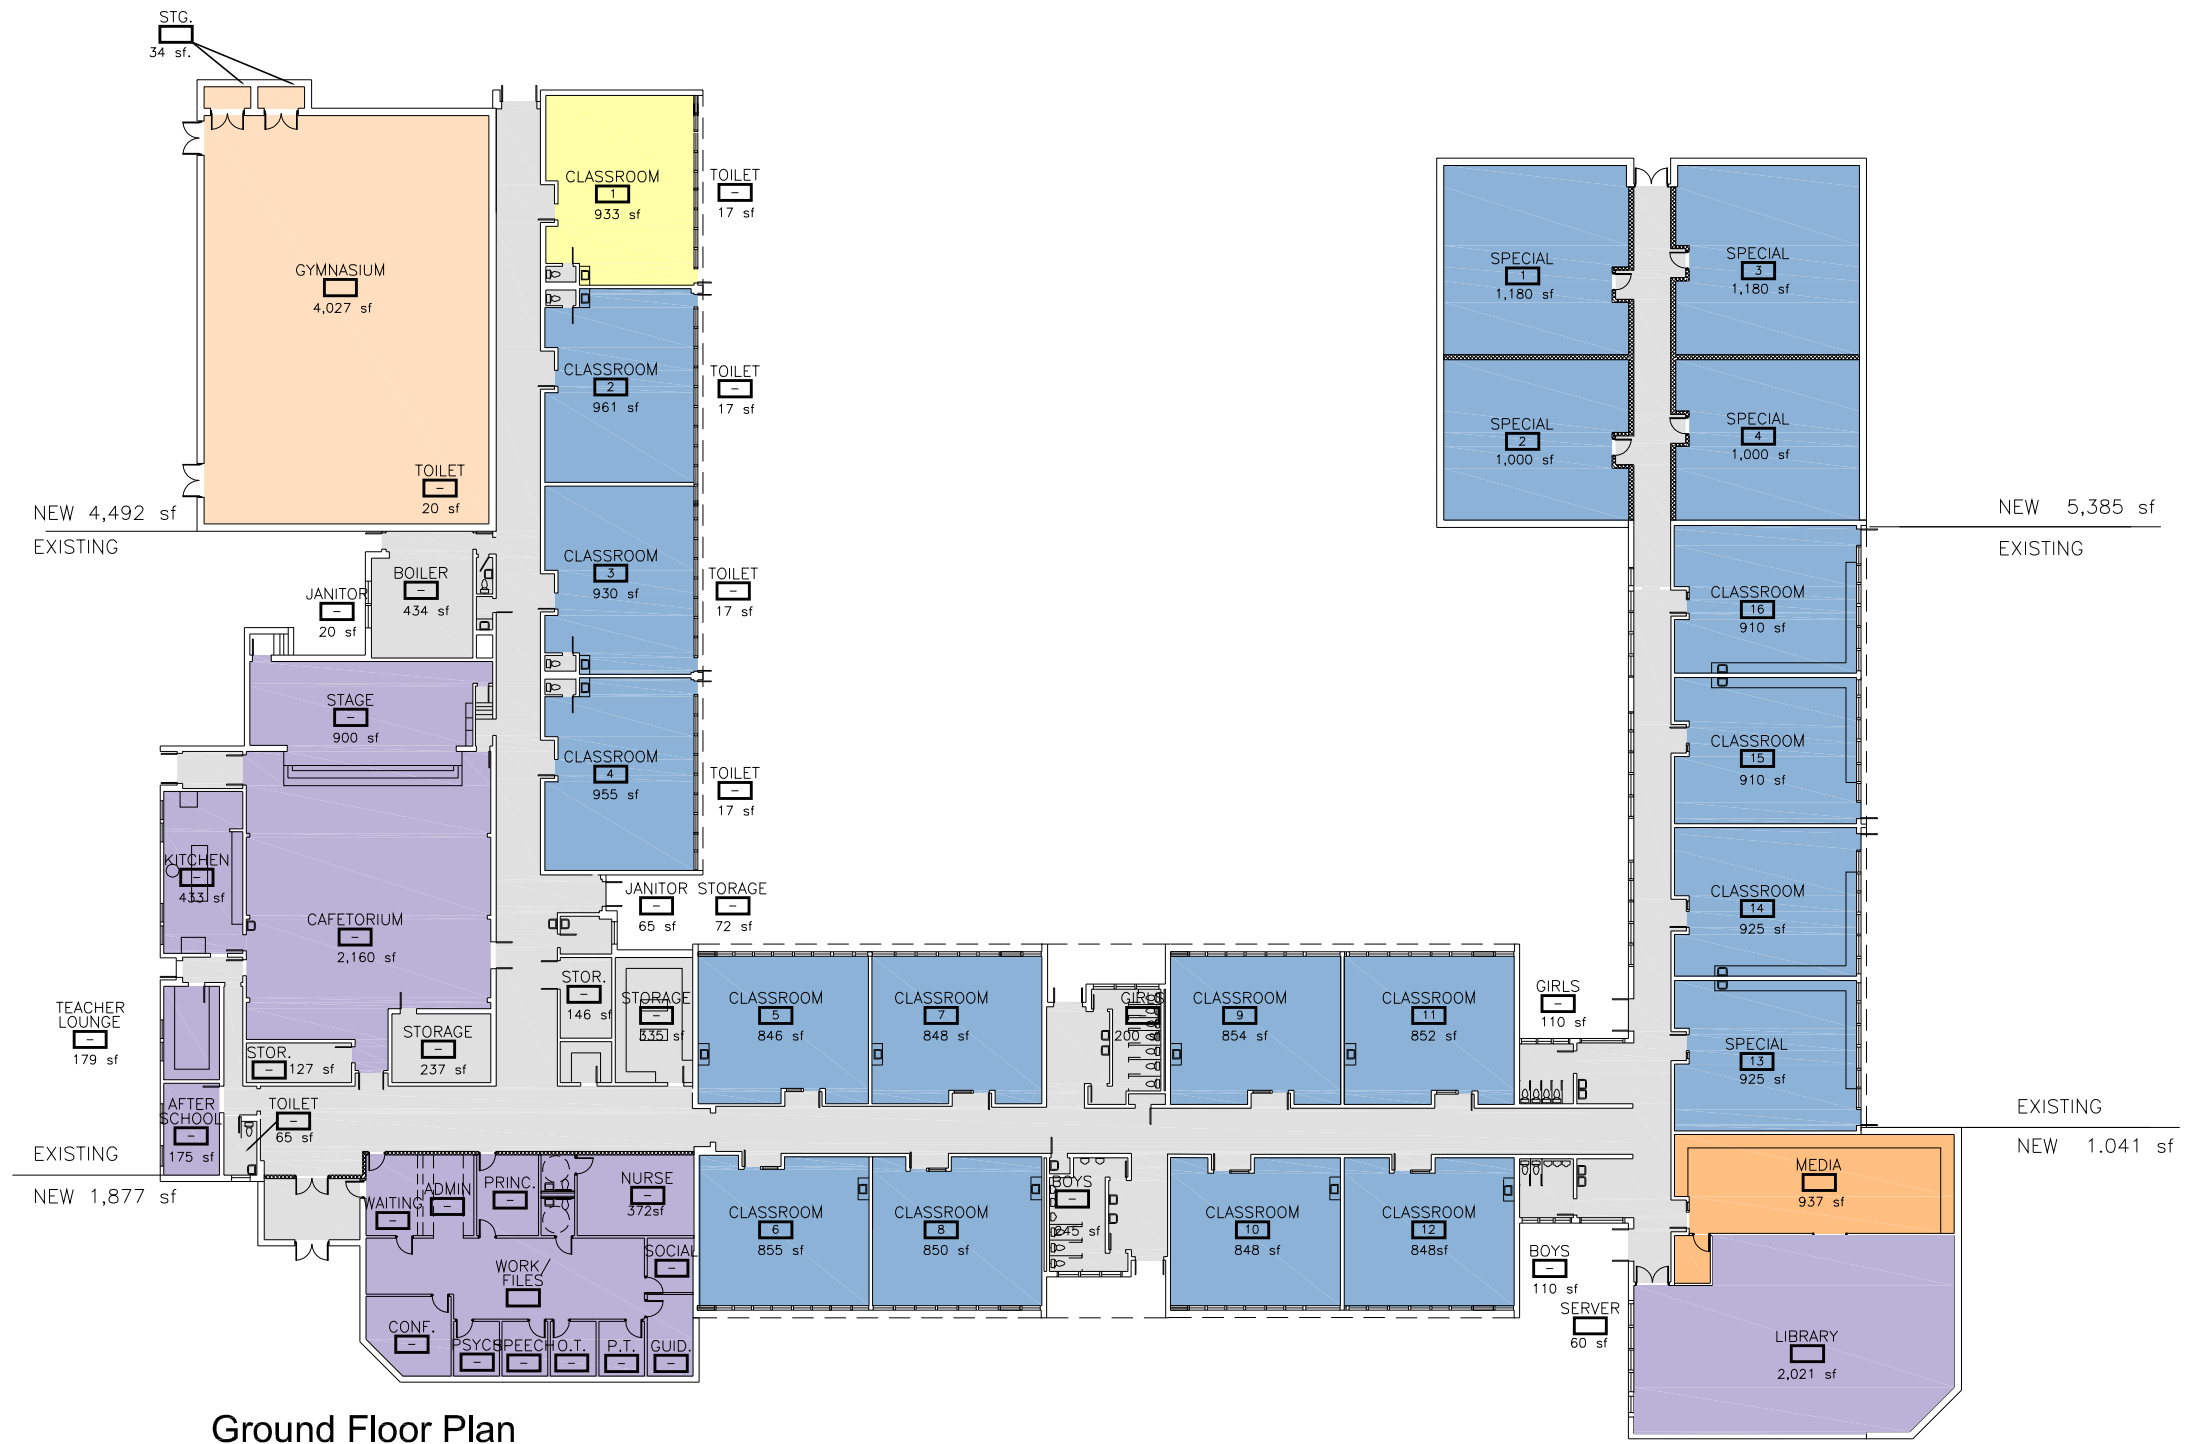 STG.
34 sf.
CLASSROOM
1
933 sf
TOILET
-
17 sf
GYMNASIUM
4,027 sf
SPECIAL
1
1,180 sf
SPECIAL
3
1,180 sf
CLASSROOM
2
961 sf
TOILET
-
17 sf
SPECIAL
2
1,000 sf
SPECIAL
4
1,000 sf
TOILET
-
20 sf
NEW 4,492 sf
EXISTING
NEW 5,385 sf
EXISTING
CLASSROOM
3
930 sf
TOILET
-
17 sf
BOILER
-
434 sf
JANITOR
-
20 sf
CLASSROOM
16
910 sf
STAGE
-
900 sf
CLASSROOM
4
955 sf
TOILET
-
17 sf
CLASSROOM
15
910 sf
KITCHEN
-
433 sf
CAFETORIUM
-
2,160 sf
JANITOR
-
65 sf
STORAGE
-
72 sf
CLASSROOM
14
925 sf
TEACHER
LOUNGE
-
179 sf
STOR.
-
127 sf
STORAGE
-
237 sf
STOR.
-
146 sf
STORAGE
-
335 sf
CLASSROOM
5
846 sf
CLASSROOM
7
848 sf
GIRLS
200
CLASSROOM
9
854 sf
CLASSROOM
11
852 sf
GIRLS
-
110 sf
SPECIAL
13
925 sf
AFTER
SCHOOL
-
175 sf
TOILET
-
65 sf
EXISTING
NEW 1,877 sf
EXISTING
NEW 1.041 sf
WAITING
-
ADMIN
-
PRINC.
-
NURSE
-
372sf
CLASSROOM
6
855 sf
CLASSROOM
8
850 sf
BOYS
-
245 sf
CLASSROOM
10
848 sf
CLASSROOM
12
848sf
BOYS
-
110 sf
MEDIA
-
937 sf
WORK/
FILES
SOCIAL
-
CONF.
-
PSYCH
-
SPEECH
-
O.T.
-
P.T.
-
GUID.
-
SERVER
60 sf
LIBRARY
2,021 sf
Ground Floor Plan